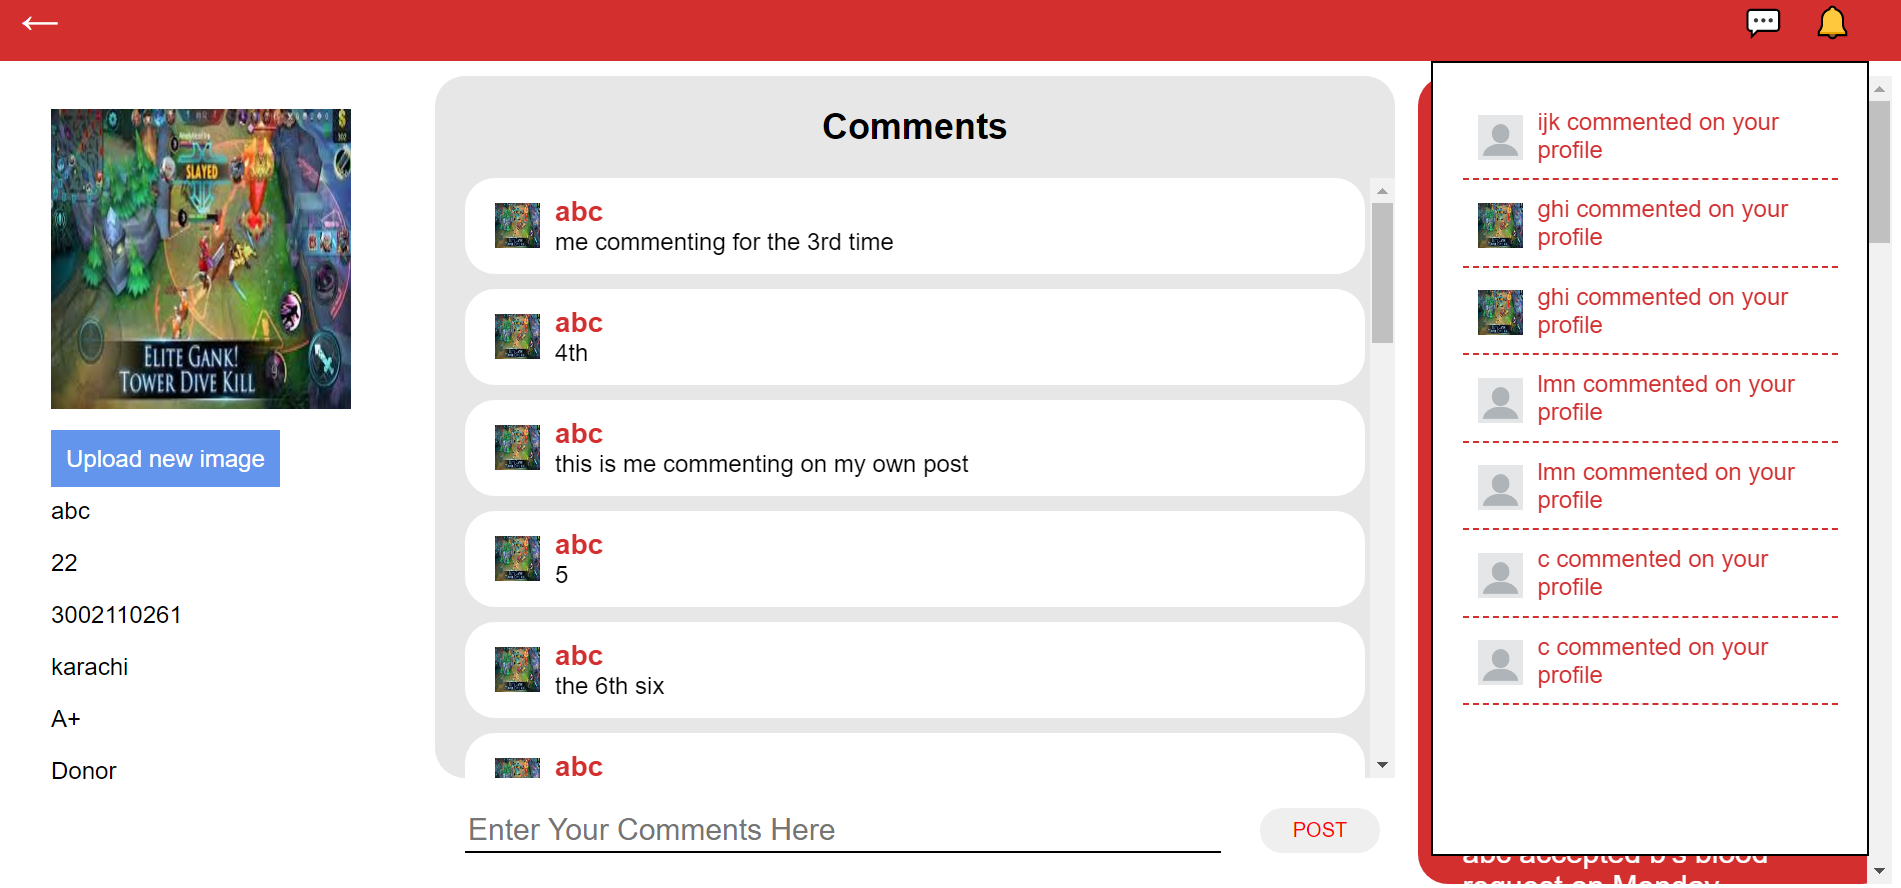 SLAYED
ELITE GANK!
TOWER DIVE KILL
Upload new image
abc
22
3002110261
karachi
A+
Donor
Comments
abc
me commenting for the 3rd time
abc
4th
abc
this is me commenting on my own post
abc
5
abc
the 6th six
abc
Enter Your Comments Here
POST
ijk commented on your
profile
ghi commented on your
profile
ghi commented on your
profile
lmn commented on your
profile
lmn commented on your
profile
c commented on your
profile
c commented on your
profile
abc accepted b's blood
request on Monday